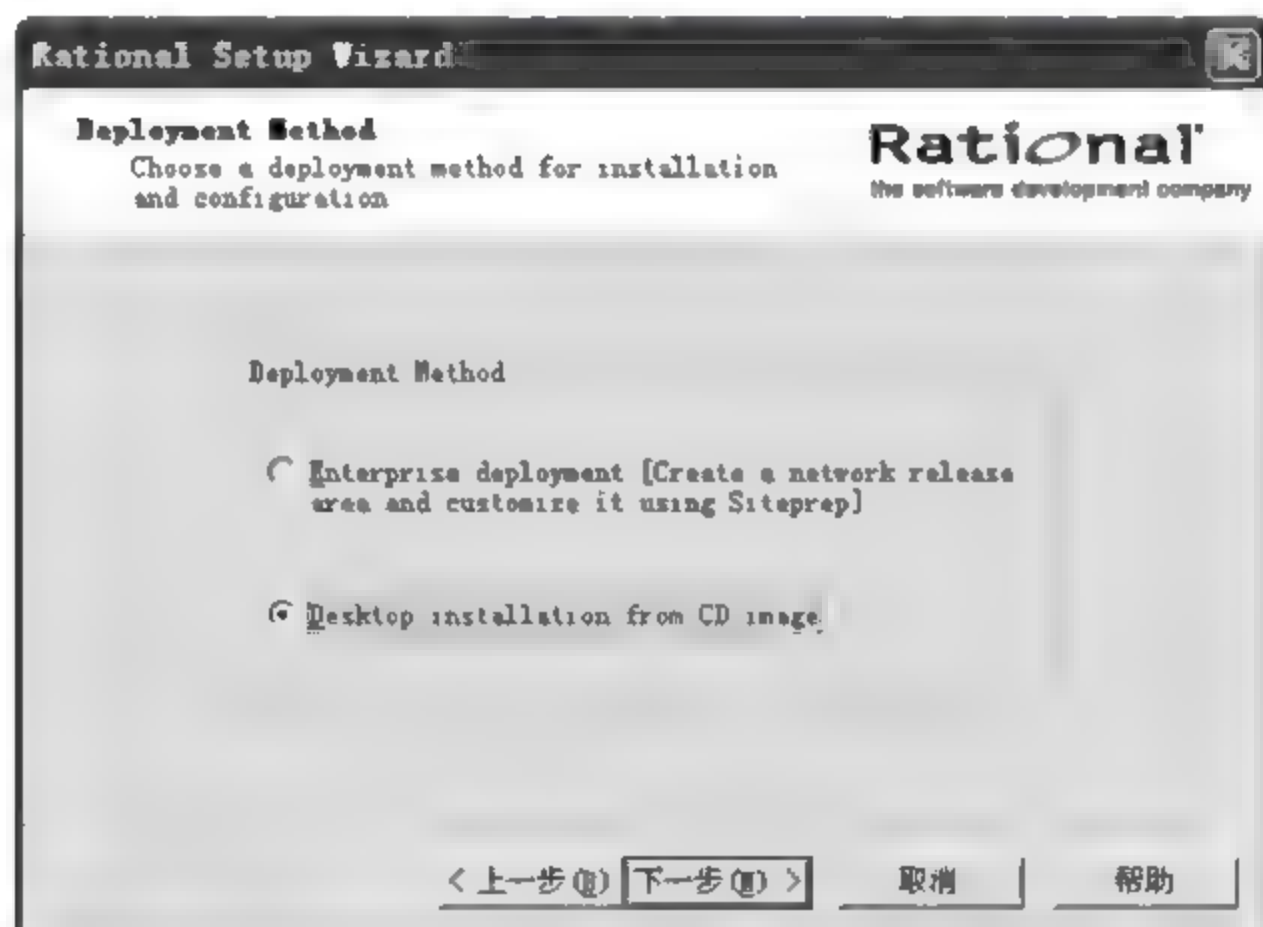 Rational Setup Wizard
Deployment Method
Choose a deployment method for installation
and configuration
Rational
the software development company
Deployment Method
Enterprise deployment [Create a network release
area and customize it using Siteprep]
Desktop installation from CD image
< 上一步(B) 下一步(N) > 取消 帮助